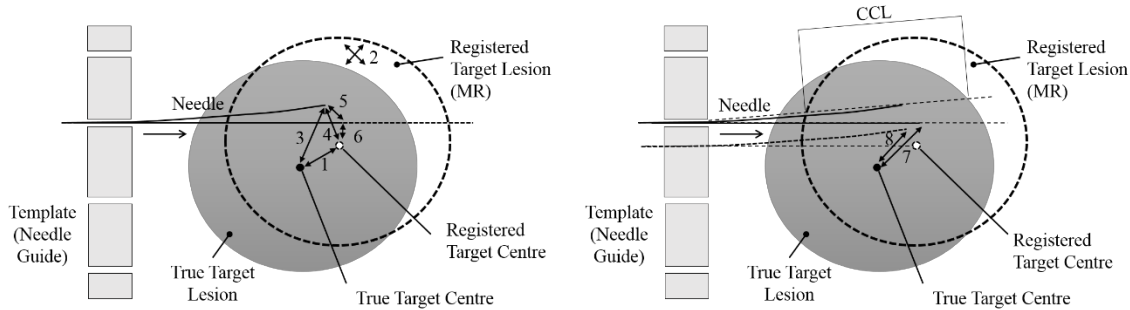 2
Registered
Target Lesion
(MR)
Needle
5
3
4
6
1
Template
(Needle
Guide)
True Target
Lesion
Registered
Target Centre
True Target Centre
CCL
Registered
Target Lesion
(MR)
Needle
8
7
Template
(Needle
Guide)
True Target
Lesion
Registered
Target Centre
True Target Centre